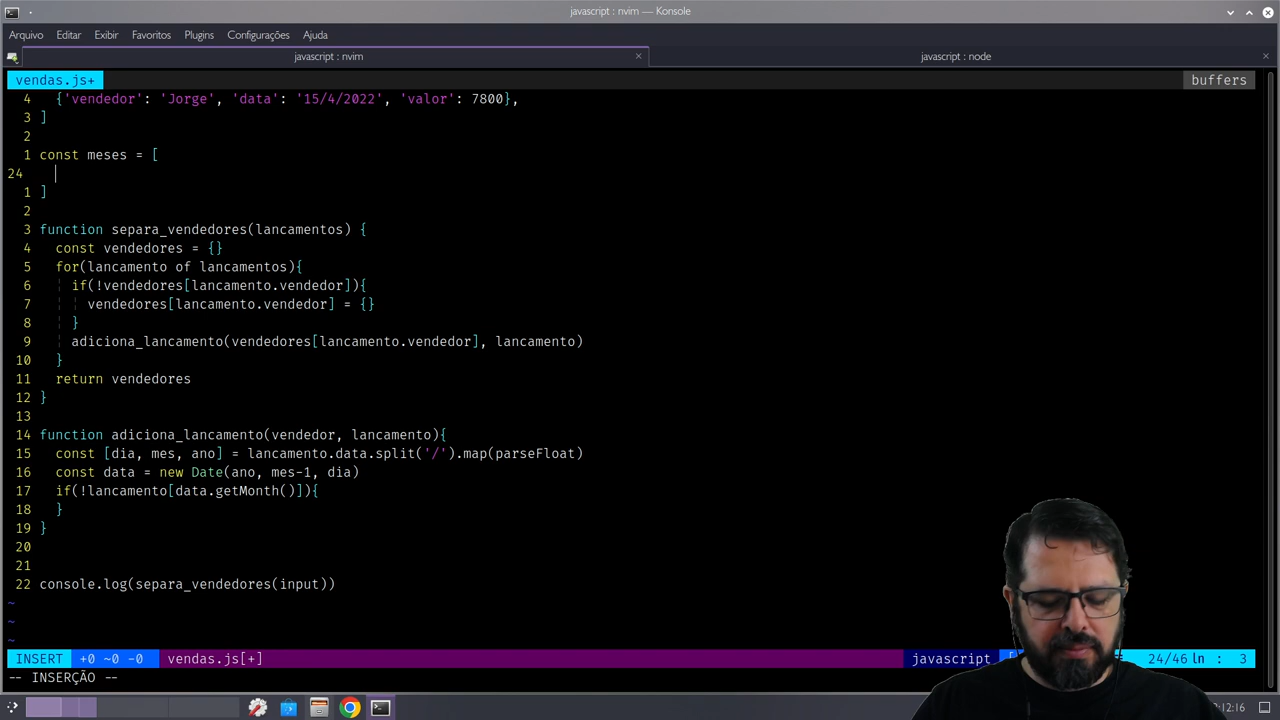 javascript : nvim — Konsole
Arquivo Editar Exibir Favoritos Plugins Configurações Ajuda
javascript : nvim
javascript : node
vendas.js+ buffers
4 {'vendedor': 'Jorge', 'data': '15/4/2022', 'valor': 7800},
3 ]
2
1 const meses = [
24
1 ]
2
3 function separa_vendedores(lancamentos) {
4 const vendedores = {}
5 for(lancamento of lancamentos){
6 if(!vendedores[lancamento.vendedor]){
7 vendedores[lancamento.vendedor] = {}
8 }
9 adiciona_lancamento(vendedores[lancamento.vendedor], lancamento)
10 }
11 return vendedores
12 }
13
14 function adiciona_lancamento(vendedor, lancamento){
15 const [dia, mes, ano] = lancamento.data.split('/').map(parseFloat)
16 const data = new Date(ano, mes-1, dia)
17 if(!lancamento[data.getMonth()]){
18 }
19 }
20
21
22 console.log(separa_vendedores(input))
~
~
~
INSERT +0 ~0 -0 vendas.js[+] javascript [ 24/46 ln : 3
-- INSERÇÃO --
:12:16